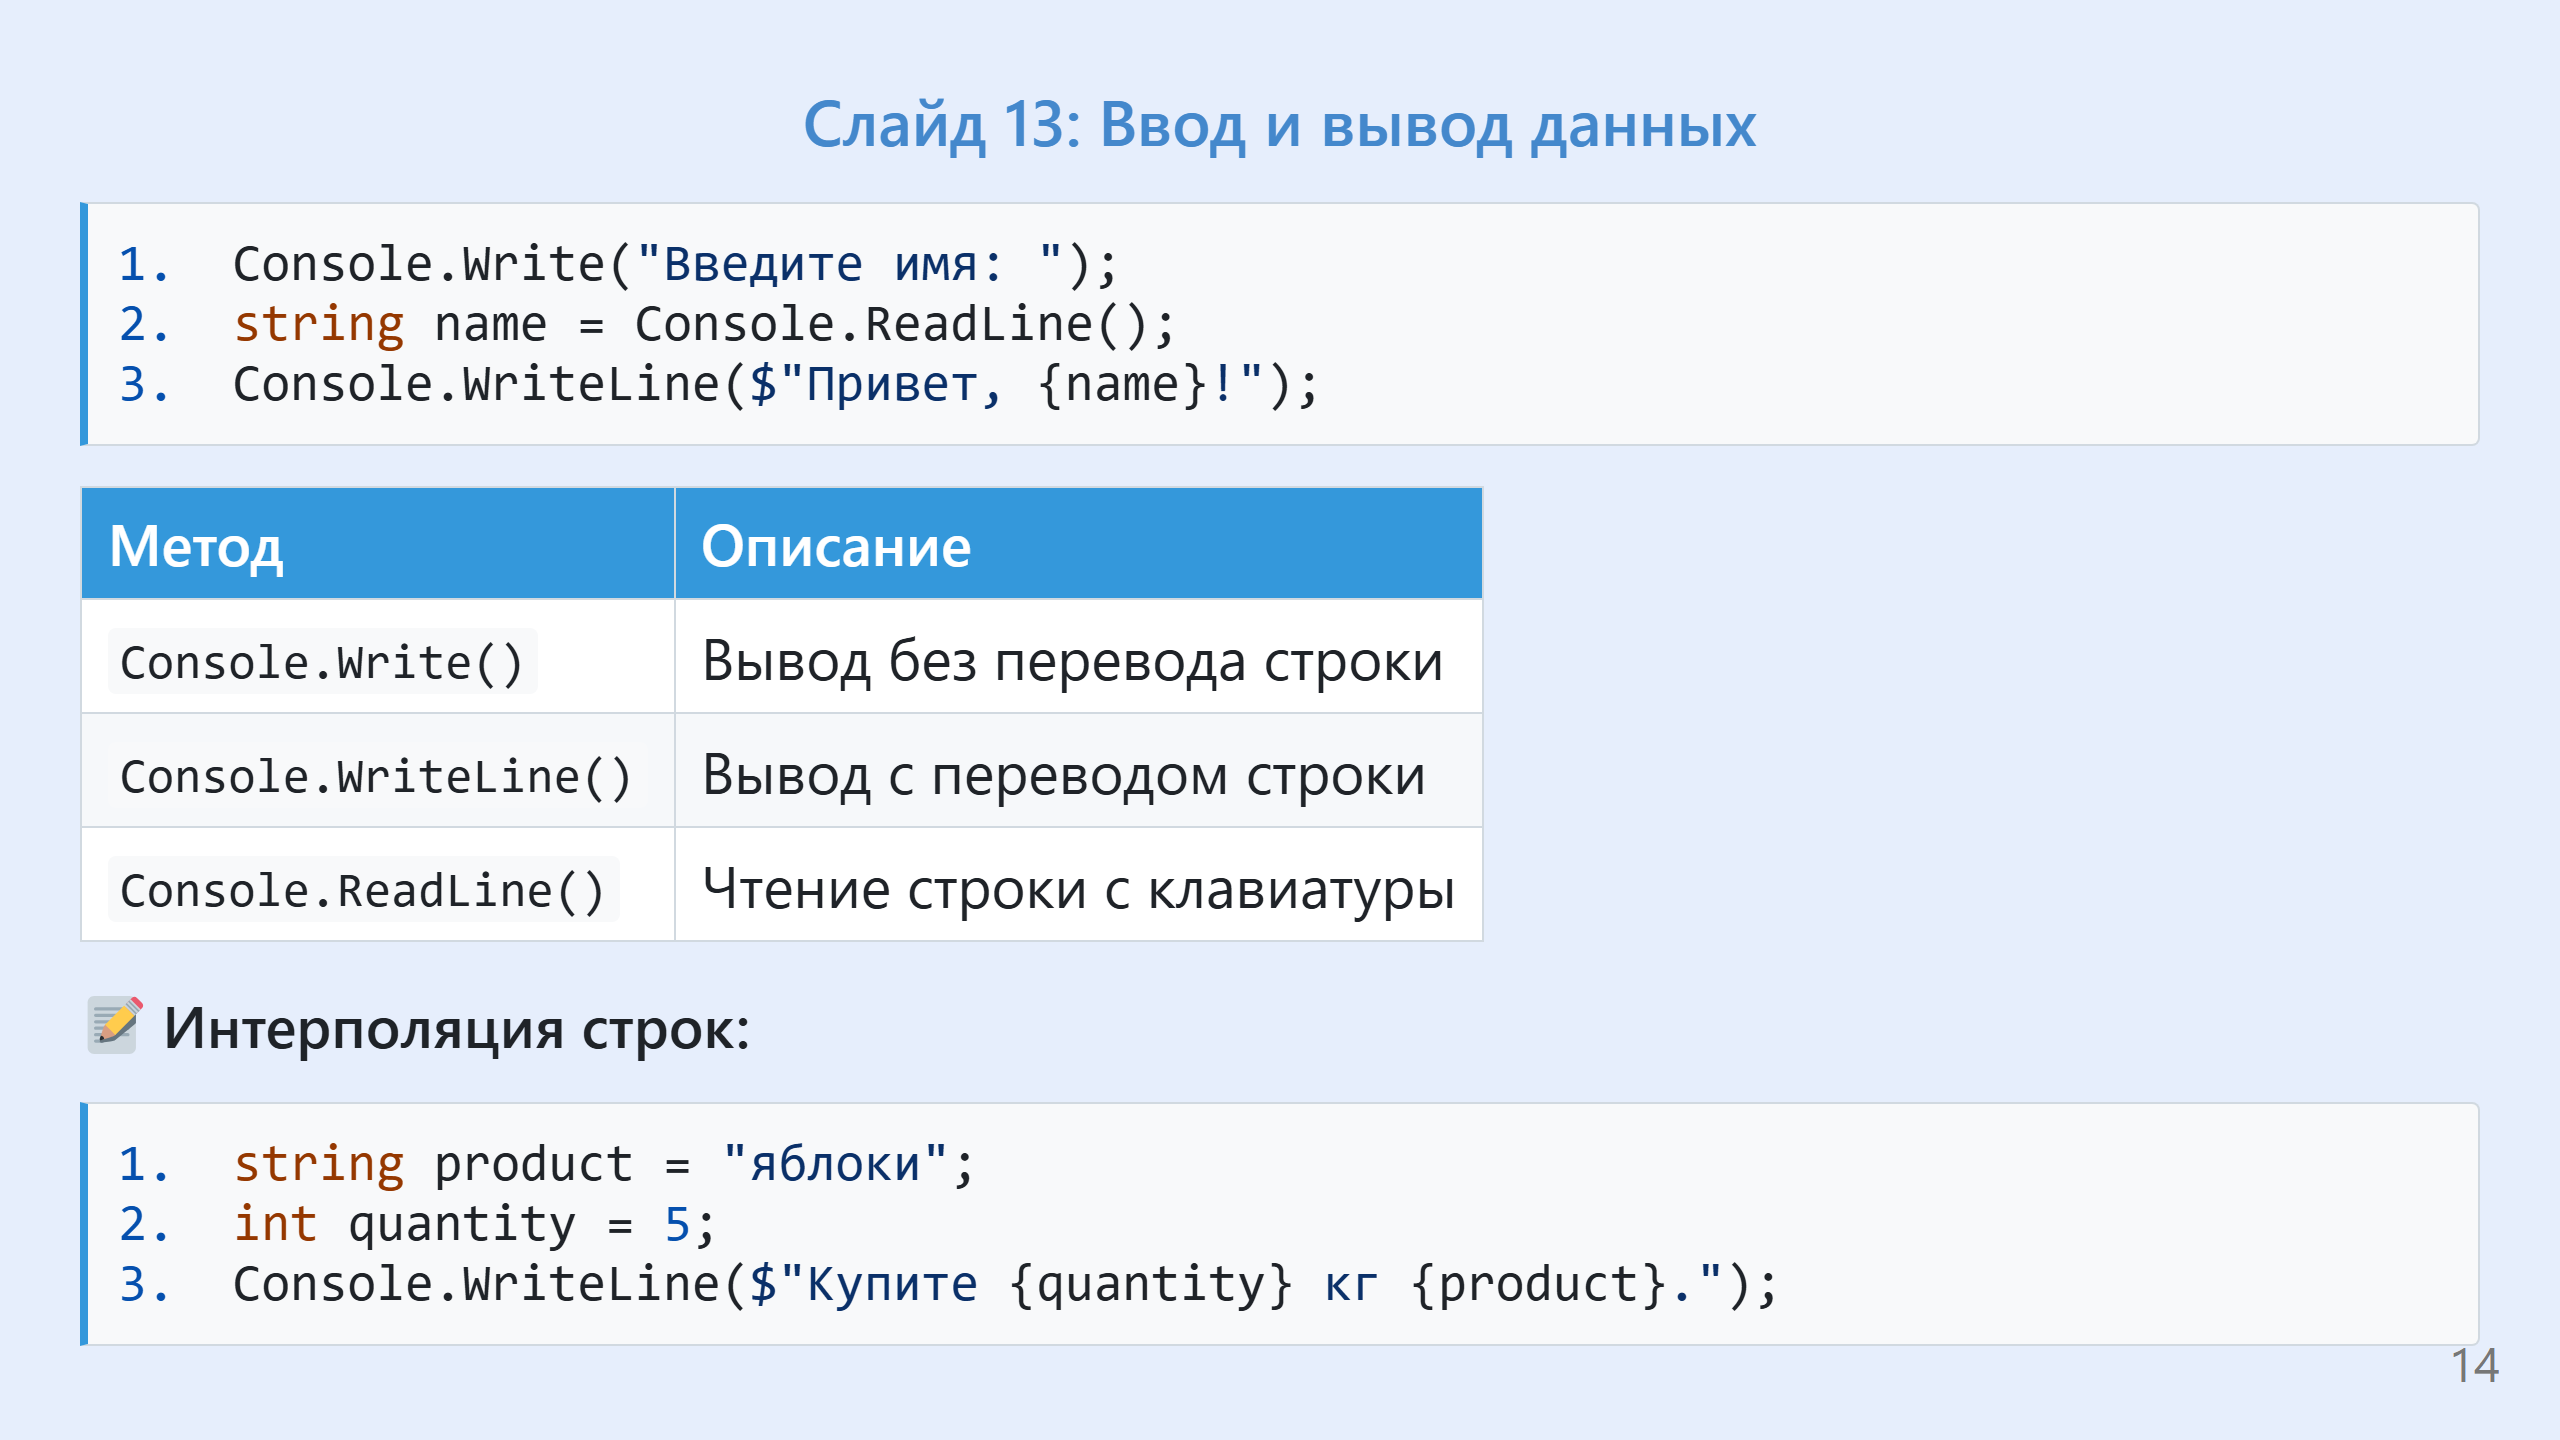 Слайд 13: Ввод и вывод данных
1. Console.Write("Введите имя: ");
2. string name = Console.ReadLine();
3. Console.WriteLine($"Привет, {name}!");
Метод Описание
Console.Write() Вывод без перевода строки
Console.WriteLine() Вывод с переводом строки
Console.ReadLine() Чтение строки с клавиатуры
📝 Интерполяция строк:
1. string product = "яблоки";
2. int quantity = 5;
3. Console.WriteLine($"Купите {quantity} кг {product}.");
14